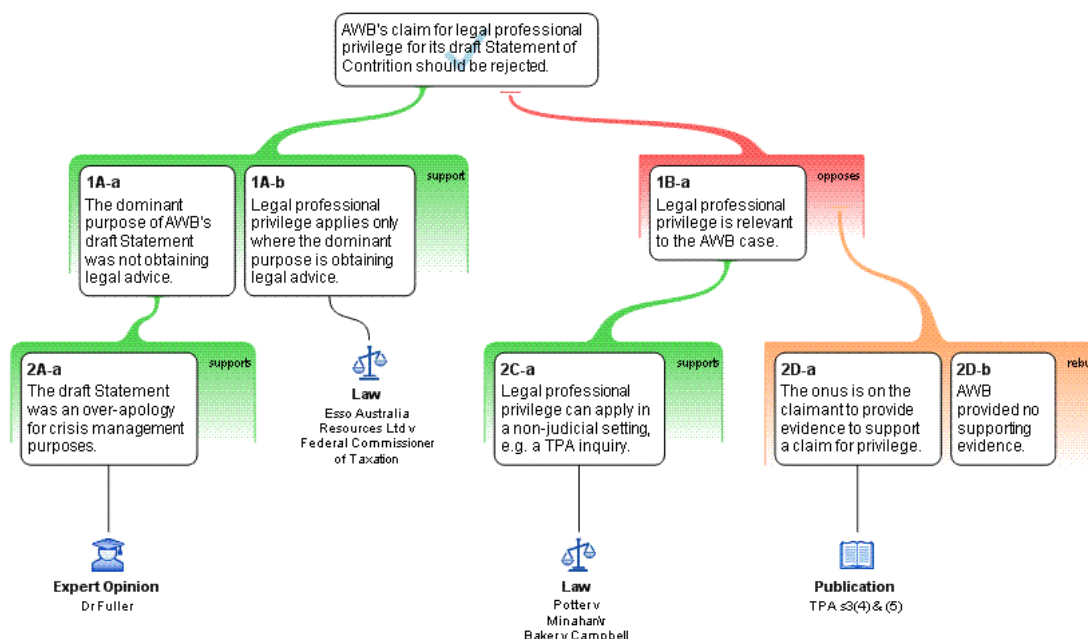 AWB's claim for legal professional
privilege for its draft Statement of
Contrition should be rejected.
1A-a
The dominant
purpose of AWB's
draft Statement
was not obtaining
legal advice.
1A-b
Legal professional
privilege applies only
where the dominant
purpose is obtaining
legal advice.
support
1B-a
Legal professional
privilege is relevant
to the AWB case.
opposes
2A-a
The draft Statement
was an over-apology
for crisis management
purposes.
supports
Law
Esso Australia
Resources Ltd v
Federal Commissioner
of Taxation
2C-a
Legal professional
privilege can apply in
a non-judicial setting,
e.g. a TPA inquiry.
supports
2D-a
The onus is on the
claimant to provide
evidence to support
a claim for privilege.
2D-b
AWB
provided no
supporting
evidence.
rebu
Expert Opinion
Dr Fuller
Law
Potter v
Minahan\r
Baker v Campbell
Publication
TPA s3(4) & (5)